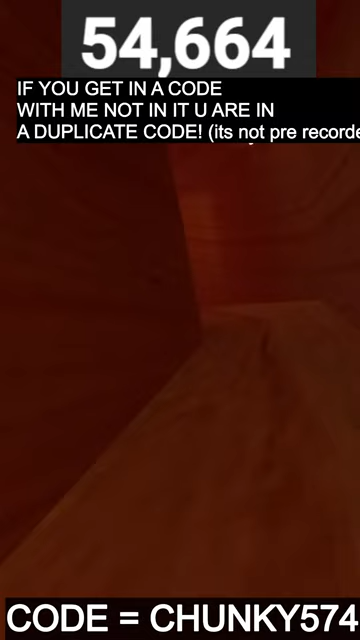 54,664
IF YOU GET IN A CODE
WITH ME NOT IN IT U ARE IN
A DUPLICATE CODE! (its not pre recorde
CODE = CHUNKY574